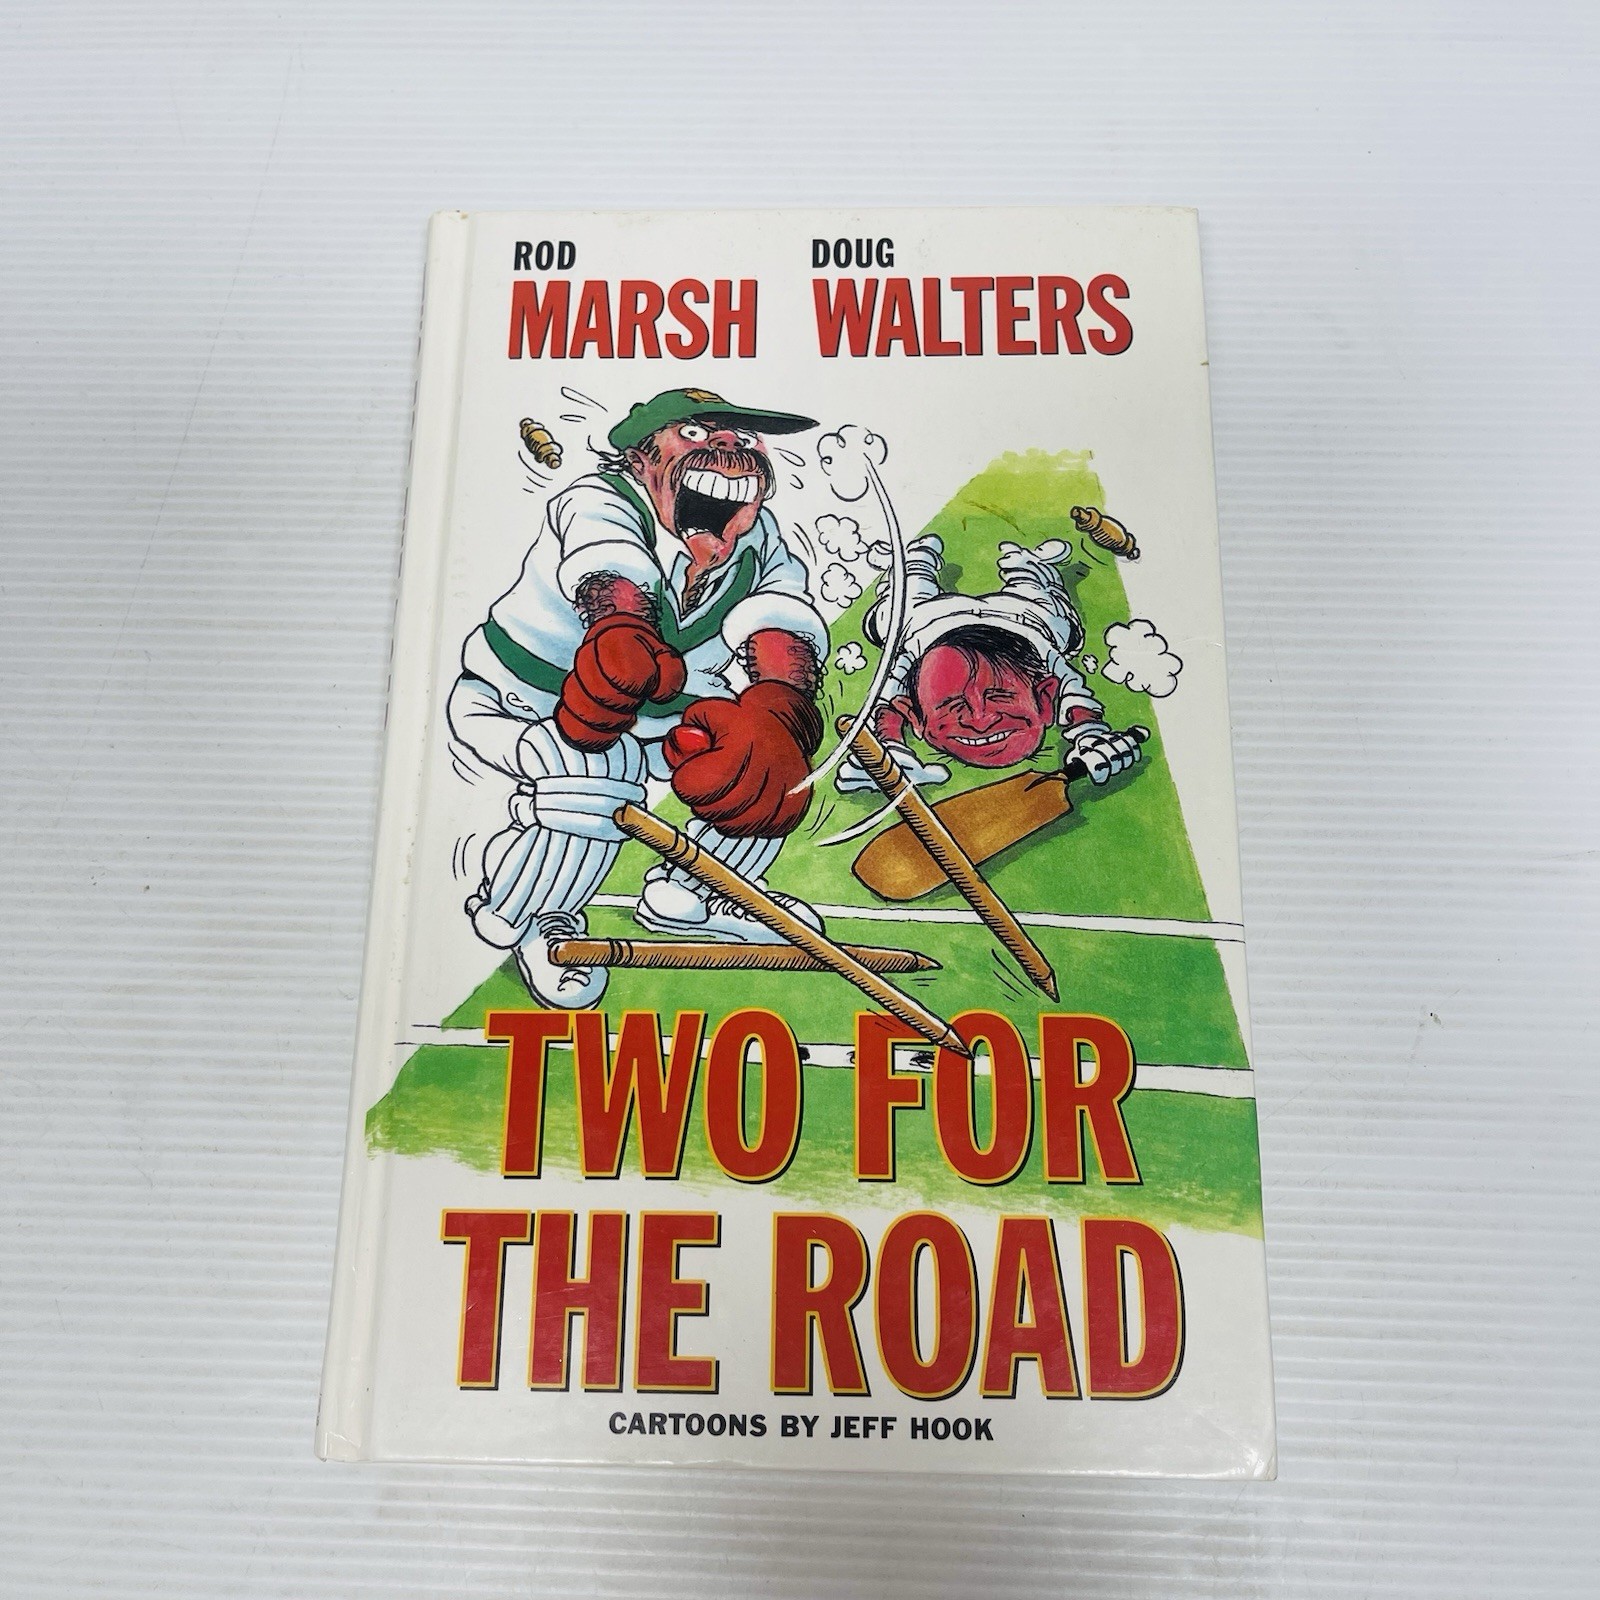 ROD DOUG
MARSH WALTERS
TWO FOR
THE ROAD
CARTOONS BY JEFF HOOK